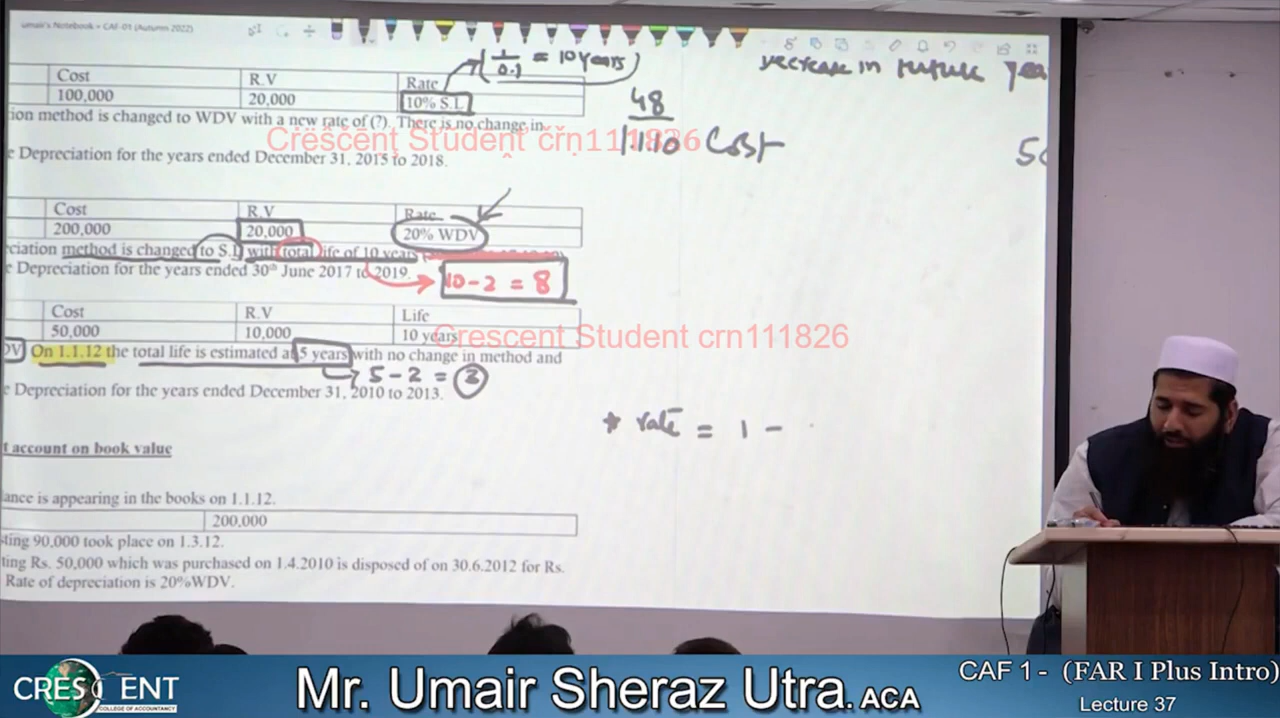 umair's Notebook • CAF-01 (Autumn 2022)
Cost R.V Rate
100,000 20,000 10% S.L
(1/0.1 = 10 years)
ion method is changed to WDV with a new rate of (?). There is no change in
Crescent Student crn111826
e Depreciation for the years ended December 31, 2015 to 2018.
48
1.1.10 Cost
decrease in future yea
Cost R.V Rate
200,000 20,000 20% WDV
eciation method is changed to S.L with total life of 10 years
e Depreciation for the years ended 30th June 2017 to 2019.
10-2 = 8
Cost R.V Life
50,000 10,000 10 years
Crescent Student crn111826
DV) On 1.1.12 the total life is estimated at 5 years with no change in method and
5-2 = 3
e Depreciation for the years ended December 31, 2010 to 2013.
* rate = 1 -
f account on book value
ance is appearing in the books on 1.1.12.
200,000
sting 90,000 took place on 1.3.12.
ting Rs. 50,000 which was purchased on 1.4.2010 is disposed of on 30.6.2012 for Rs.
Rate of depreciation is 20%WDV.
CRESCENT
COLLEGE OF ACCOUNTANCY
Mr. Umair Sheraz Utra. ACA
CAF 1 - (FAR I Plus Intro)
Lecture 37